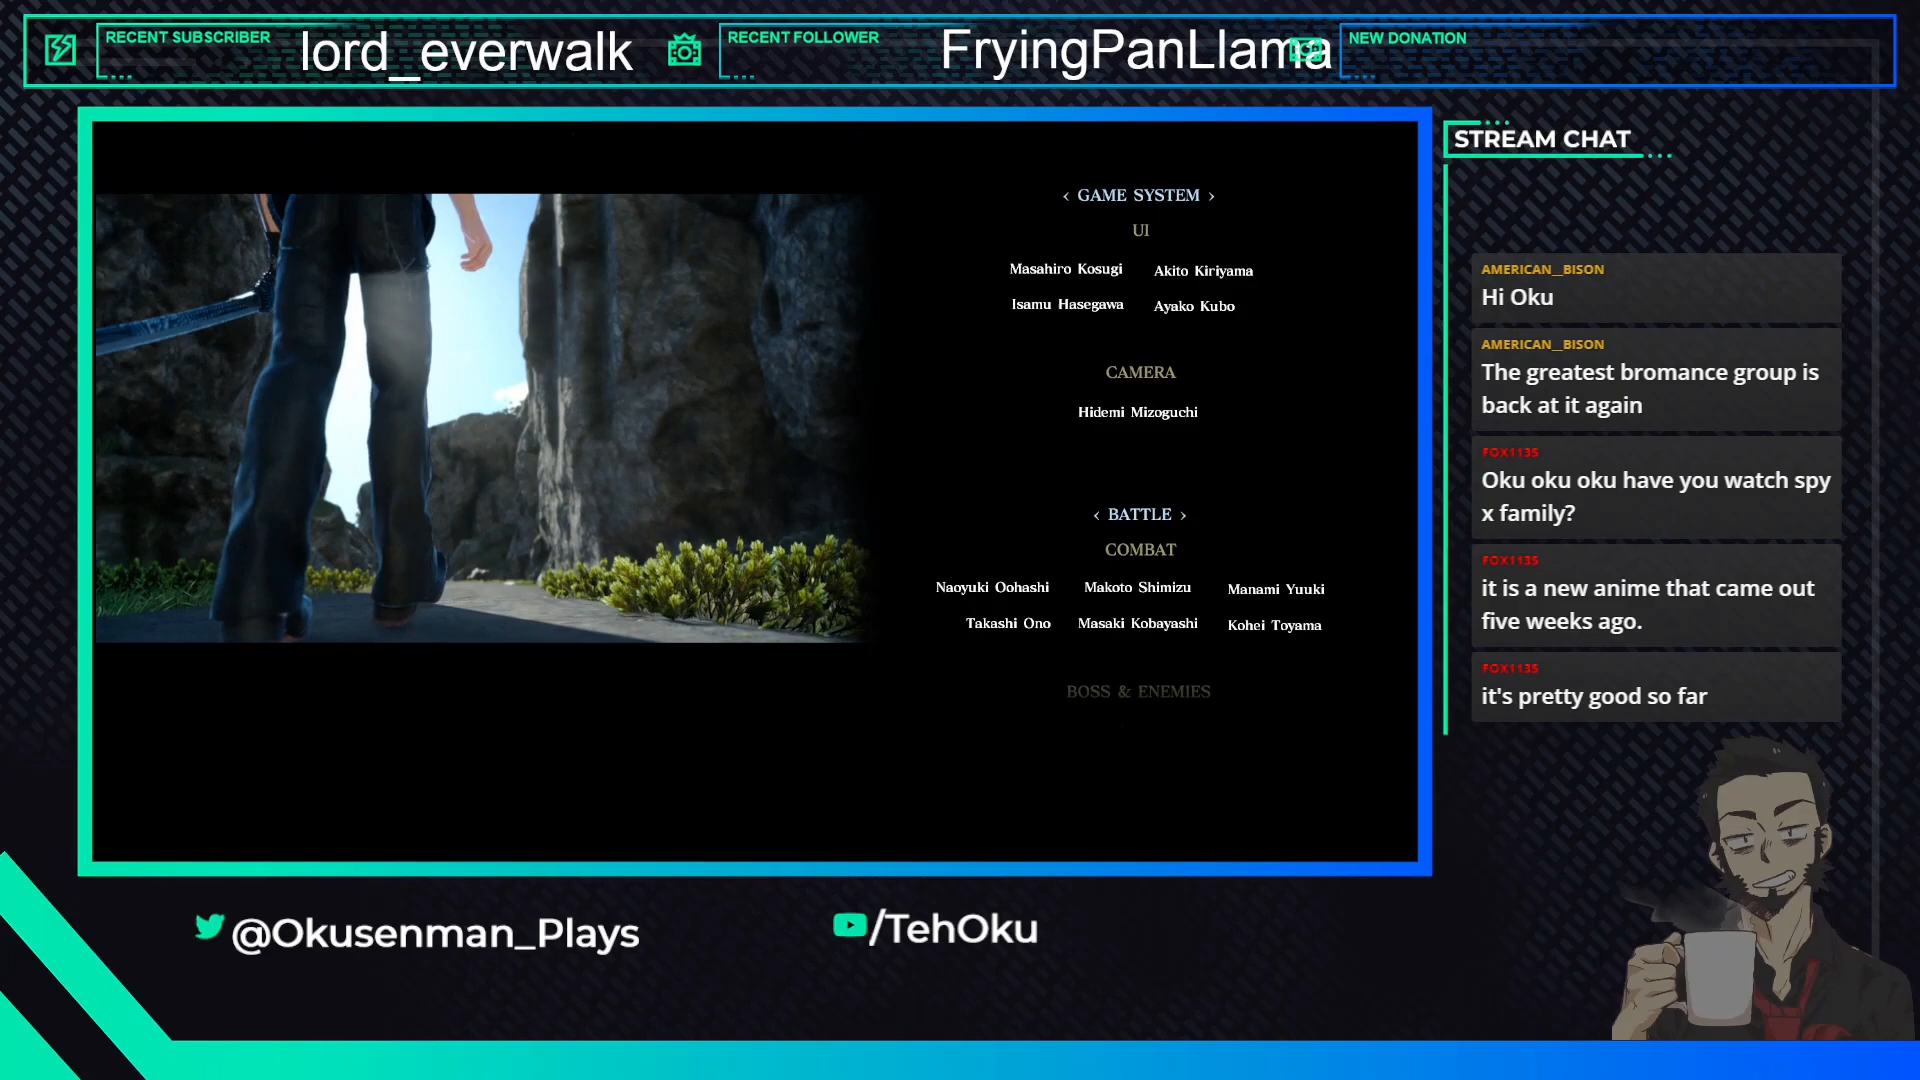 RECENT SUBSCRIBER
lord_everwalk
RECENT FOLLOWER
FryingPanLlama
NEW DONATION
‹ GAME SYSTEM ›
UI
Masahiro Kosugi Akito Kiriyama
Isamu Hasegawa Ayako Kubo
CAMERA
Hidemi Mizoguchi
‹ BATTLE ›
COMBAT
Naoyuki Oohashi Makoto Shimizu Manami Yuuki
Takashi Ono Masaki Kobayashi Kohei Toyama
BOSS & ENEMIES
STREAM CHAT
AMERICAN__BISON
Hi Oku
AMERICAN__BISON
The greatest bromance group is
back at it again
FOX1135
Oku oku oku have you watch spy
x family?
FOX1135
it is a new anime that came out
five weeks ago.
FOX1135
it's pretty good so far
@Okusenman_Plays
/TehOku